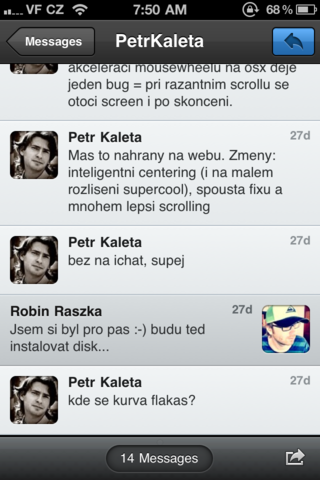 VF CZ 7:50 AM 68 %
Messages PetrKaleta
akceleraci mousewheelu na osx deje
jeden bug = pri razantnim scrollu se
otoci screen i po skonceni.
Petr Kaleta 27d
Mas to nahrany na webu. Zmeny:
inteligentni centering (i na malem
rozliseni supercool), spousta fixu a
mnohem lepsi scrolling
Petr Kaleta 27d
bez na ichat, supej
Robin Raszka 27d
Jsem si byl pro pas :-) budu ted
instalovat disk...
Petr Kaleta 27d
kde se kurva flakas?
14 Messages